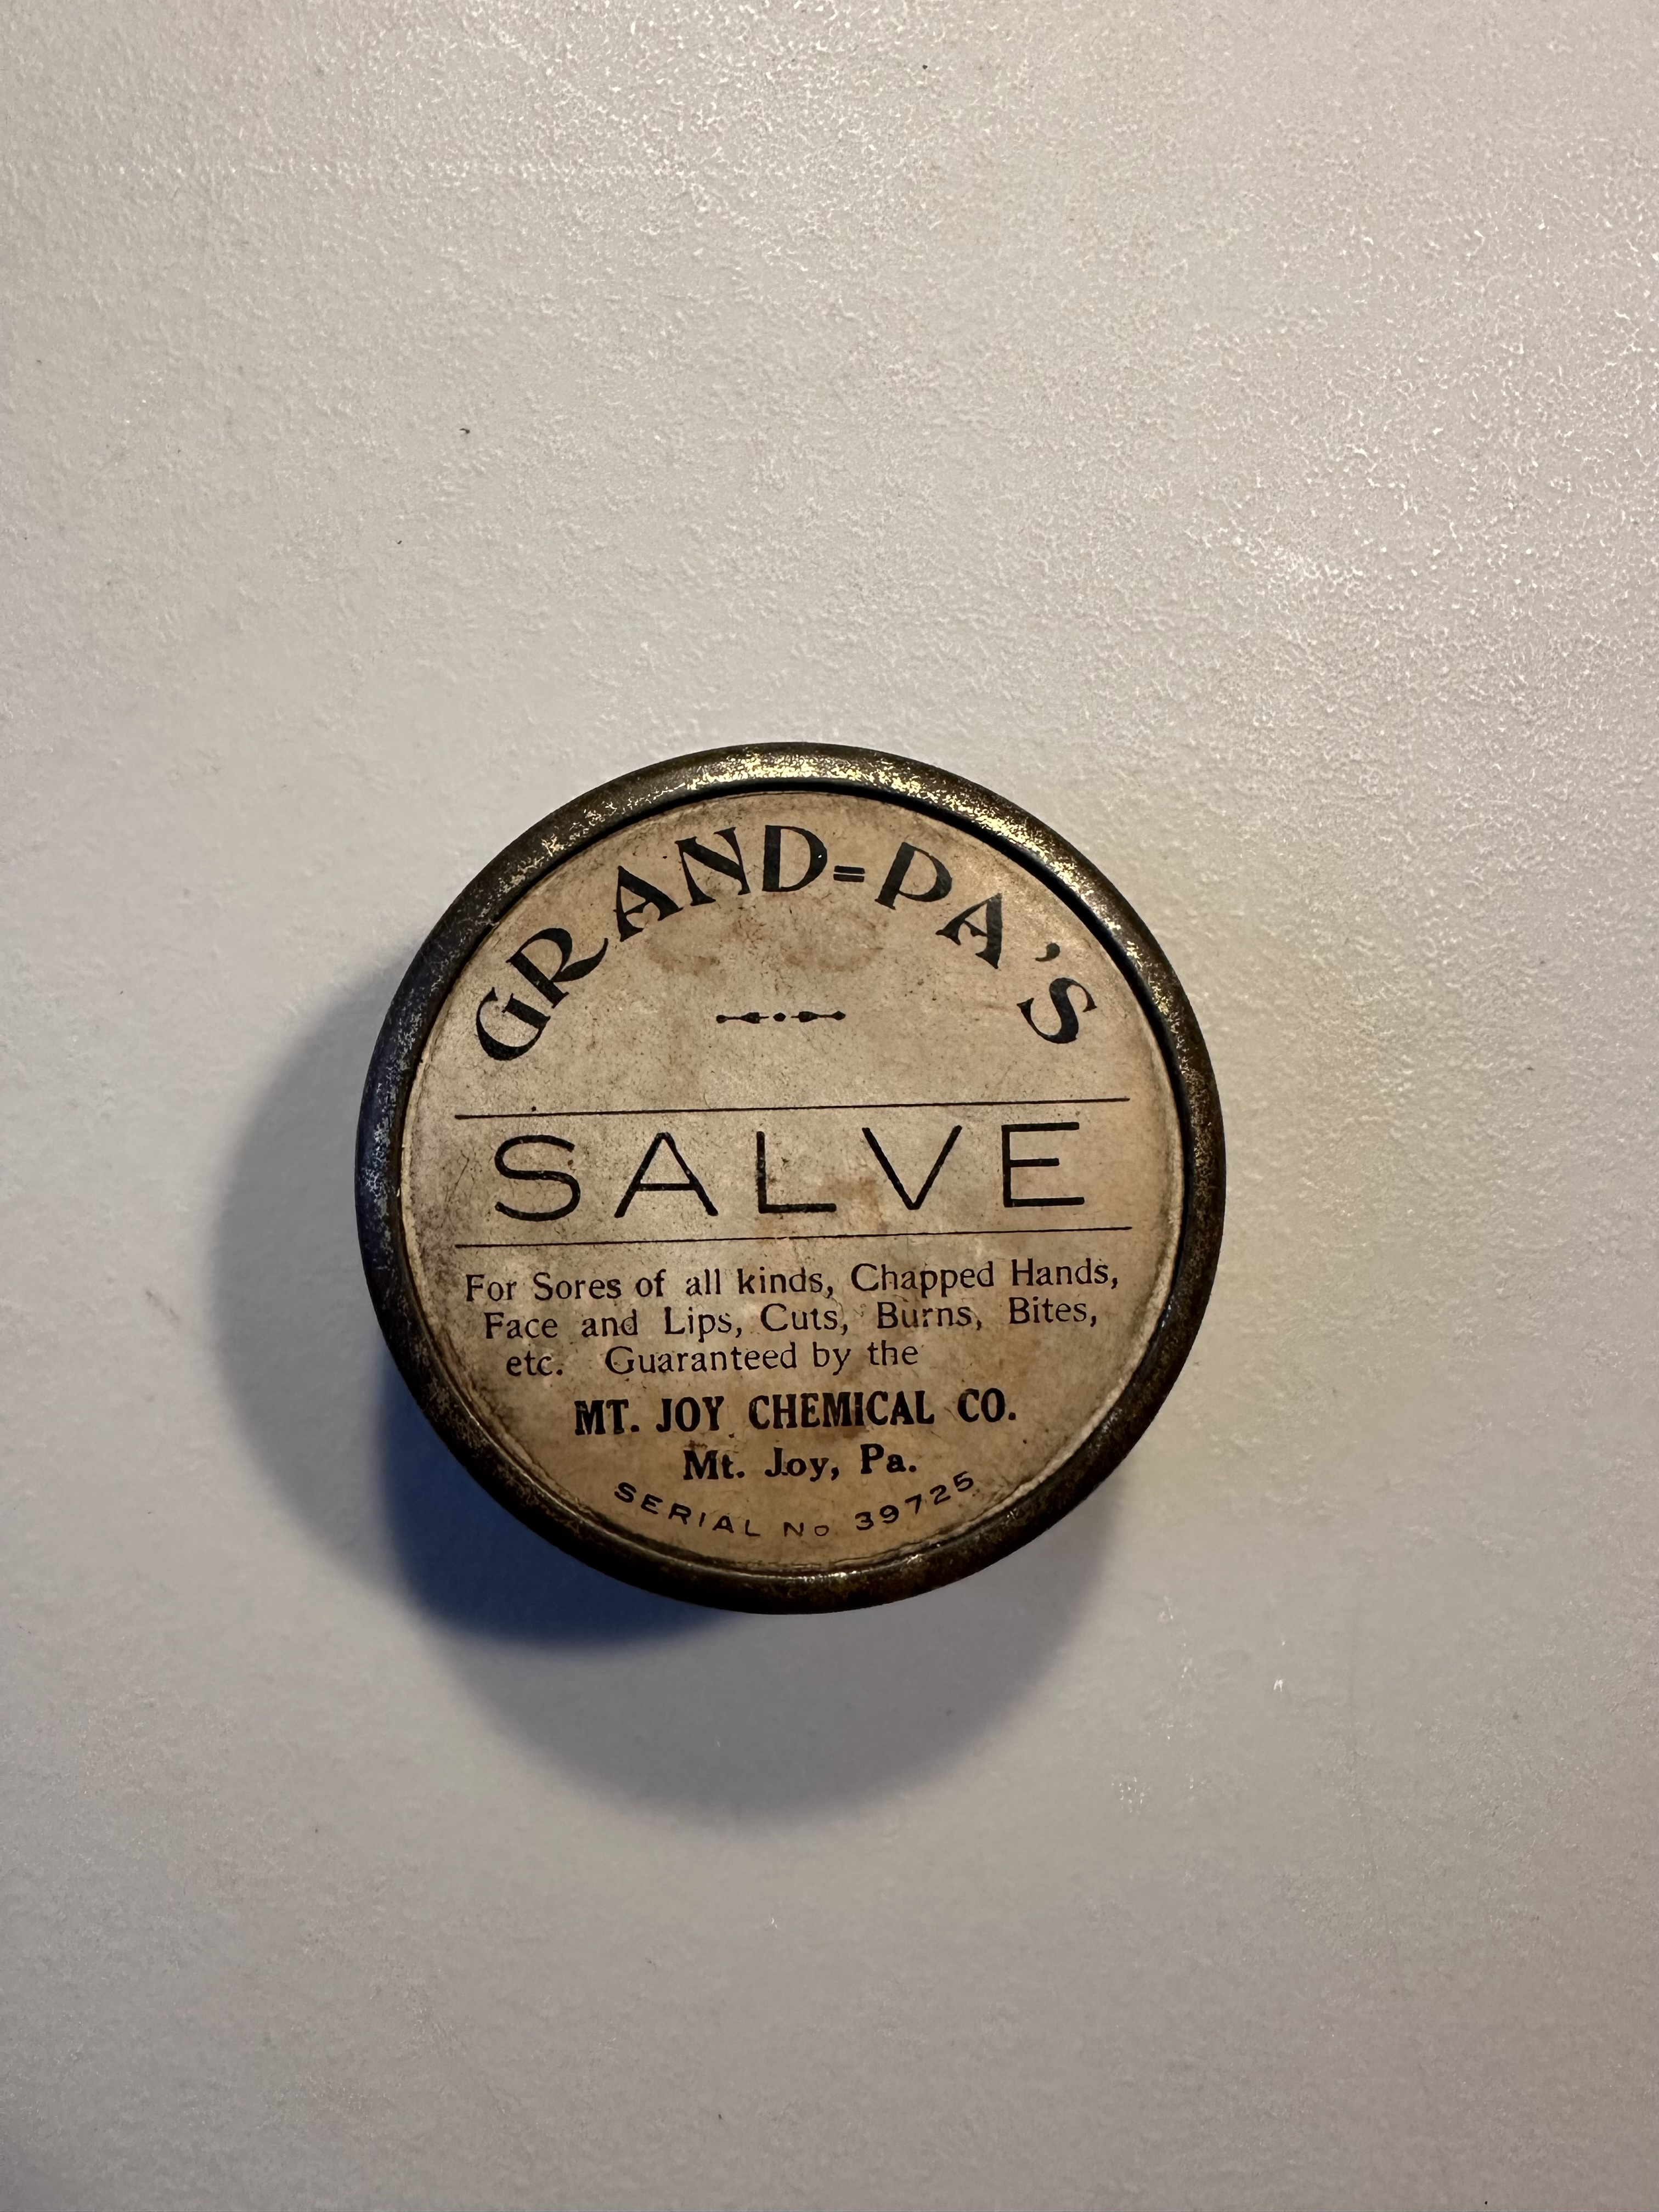 GRAND=PA'S
SALVE
For Sores of all kinds, Chapped Hands,
Face and Lips, Cuts, Burns, Bites,
etc. Guaranteed by the
MT. JOY CHEMICAL CO.
Mt. Joy, Pa.
SERIAL No 39725